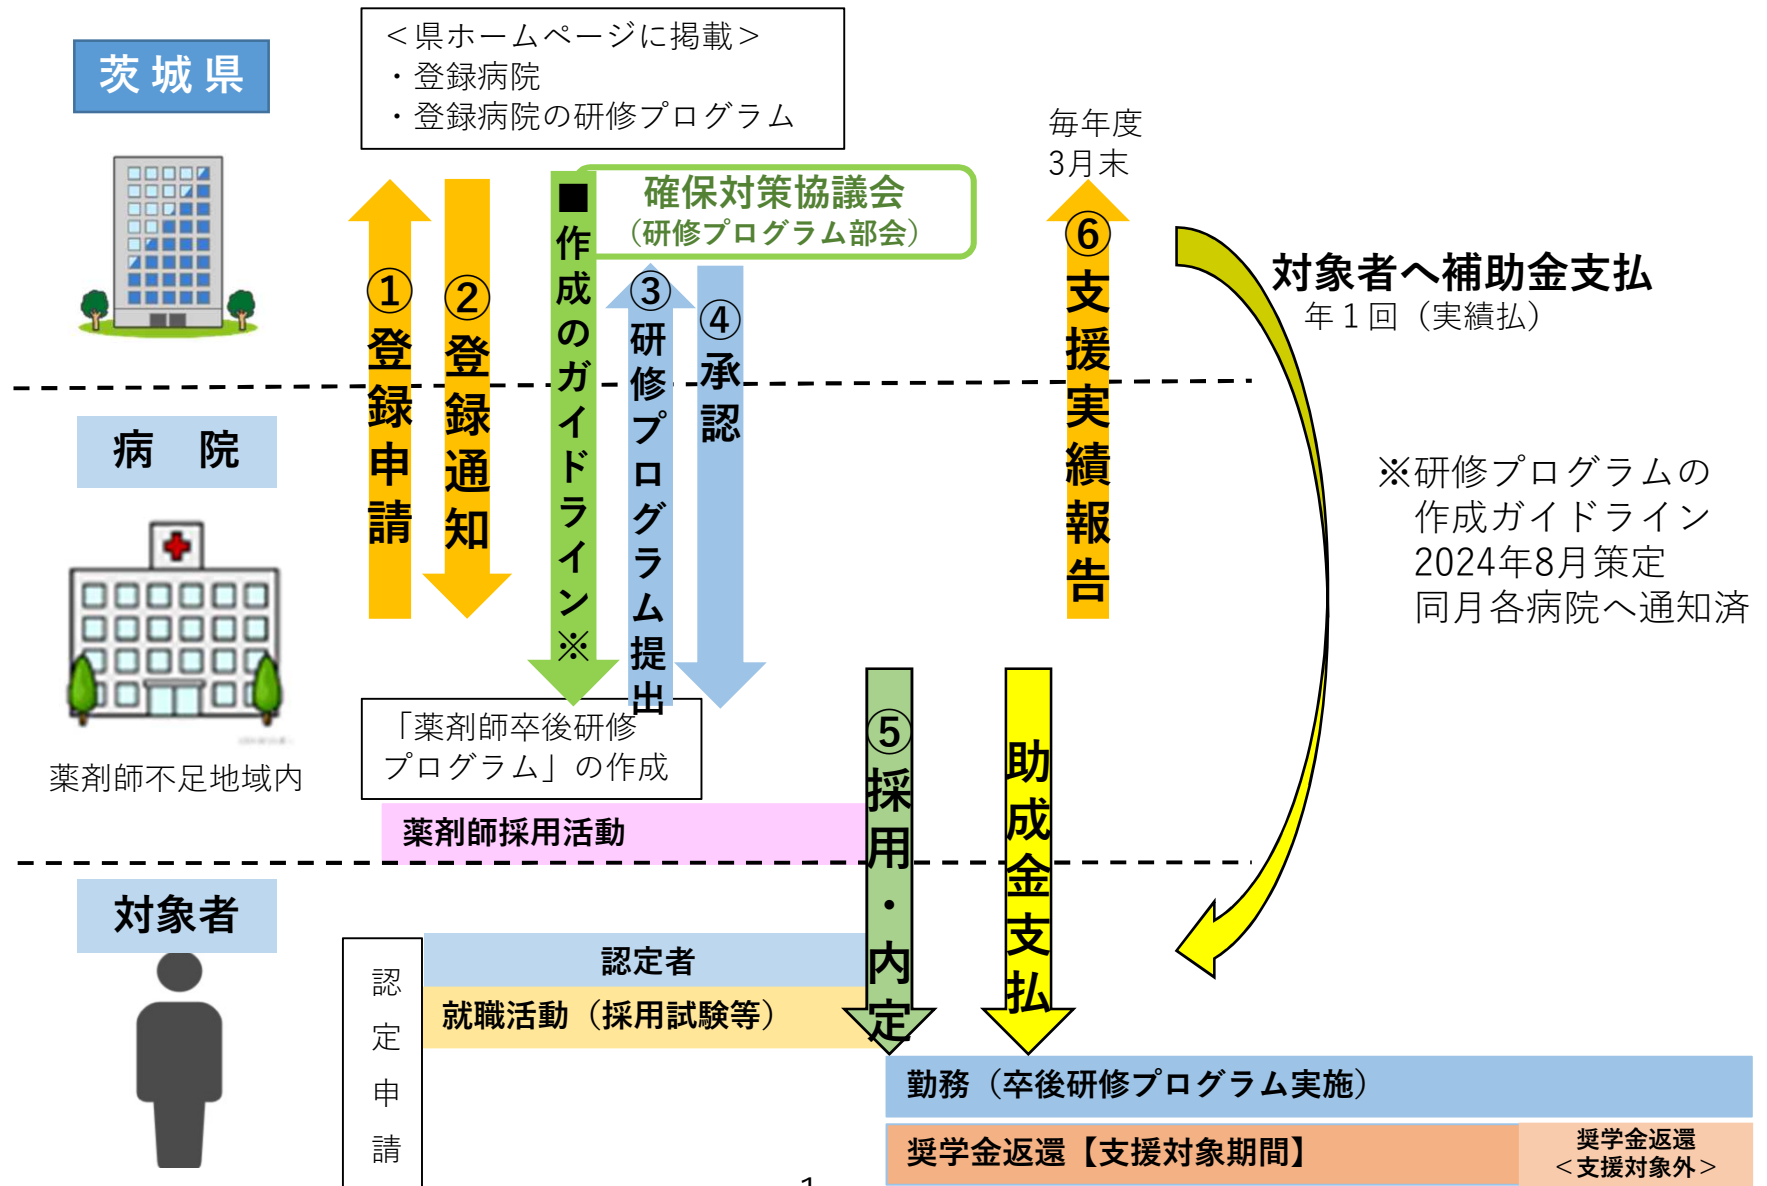 茨城県
＜県ホームページに掲載＞
・登録病院
・登録病院の研修プログラム
毎年度
3月末
確保対策協議会
（研修プログラム部会）
①登録申請
②登録通知
■作成のガイドライン※
③研修プログラム提出
④承認
⑥支援実績報告
対象者へ補助金支払
年１回（実績払）
病　院
※研修プログラムの
作成ガイドライン
2024年8月策定
同月各病院へ通知済
薬剤師不足地域内
「薬剤師卒後研修
プログラム」の作成
薬剤師採用活動
⑤採用・内定
助成金支払
対象者
認定申請
認定者
就職活動（採用試験等）
勤務（卒後研修プログラム実施）
奨学金返還【支援対象期間】
奨学金返還
＜支援対象外＞
1